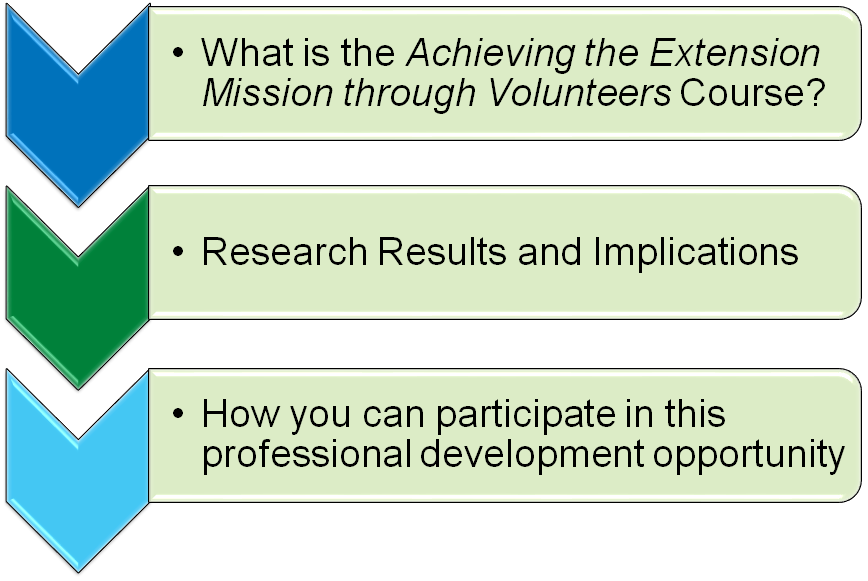 • What is the Achieving the Extension
Mission through Volunteers Course?
• Research Results and Implications
• How you can participate in this
professional development opportunity